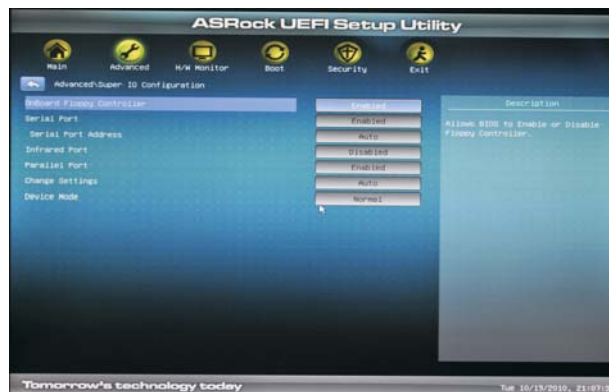 ASRock UEFI Setup Utility
Main Advanced H/W Monitor Boot Security Exit
Advanced\Super IO Configuration
OnBoard Floppy Controller Enabled
Serial Port Enabled
Serial Port Address Auto
Infrared Port Disabled
Parallel Port Enabled
Change Settings Auto
Device Mode Normal
Description
Allows BIOS to Enable or Disable
Floppy Controller.
Tomorrow's technology today
Tue 10/19/2010, 21:07: